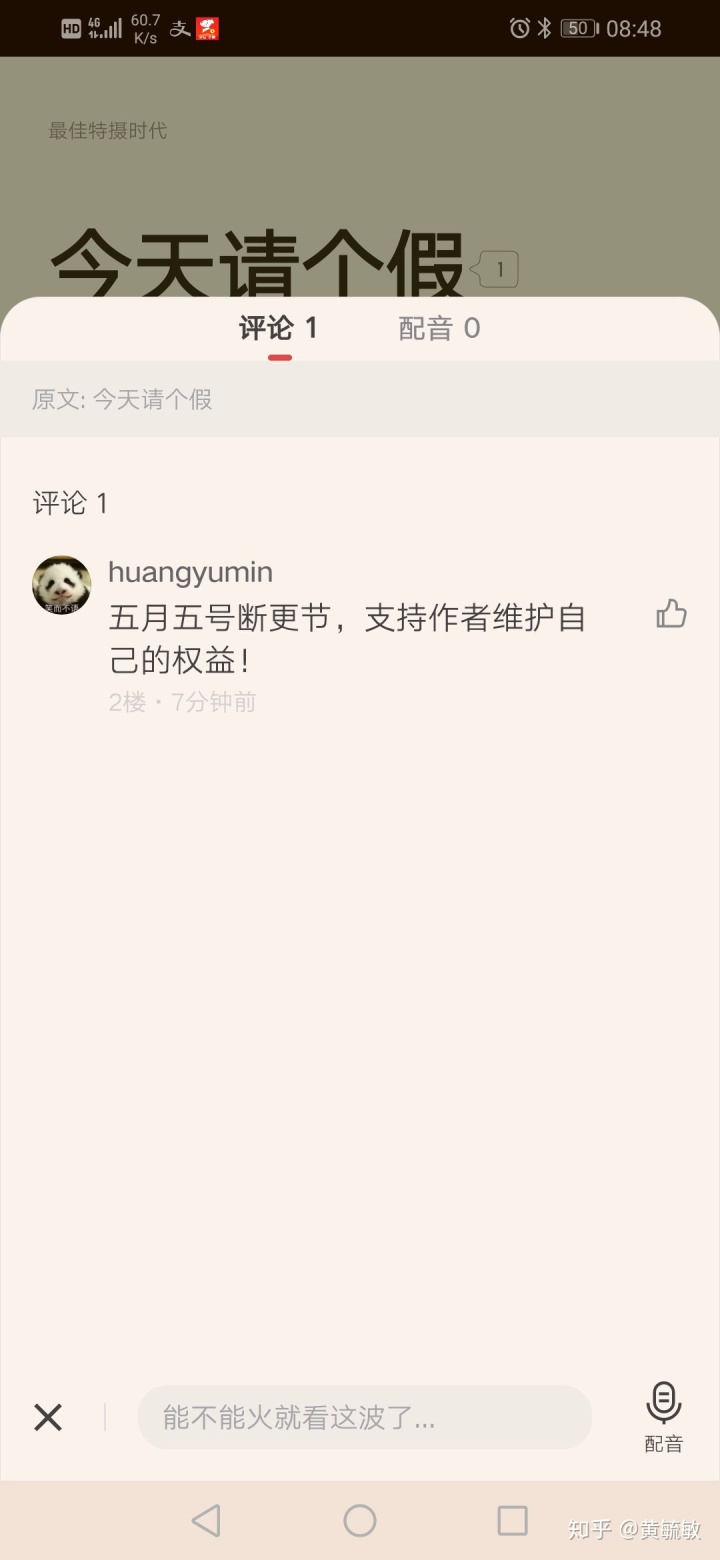 HD 4G 60.7 K/s 支 50 08:48
最佳特摄时代
今天请个假 1
评论 1 配音 0
原文: 今天请个假
评论 1
huangyumin
五月五号断更节，支持作者维护自
己的权益！
2楼 · 7分钟前
笑而不语
能不能火就看这波了...
配音
知乎 @黄毓敏